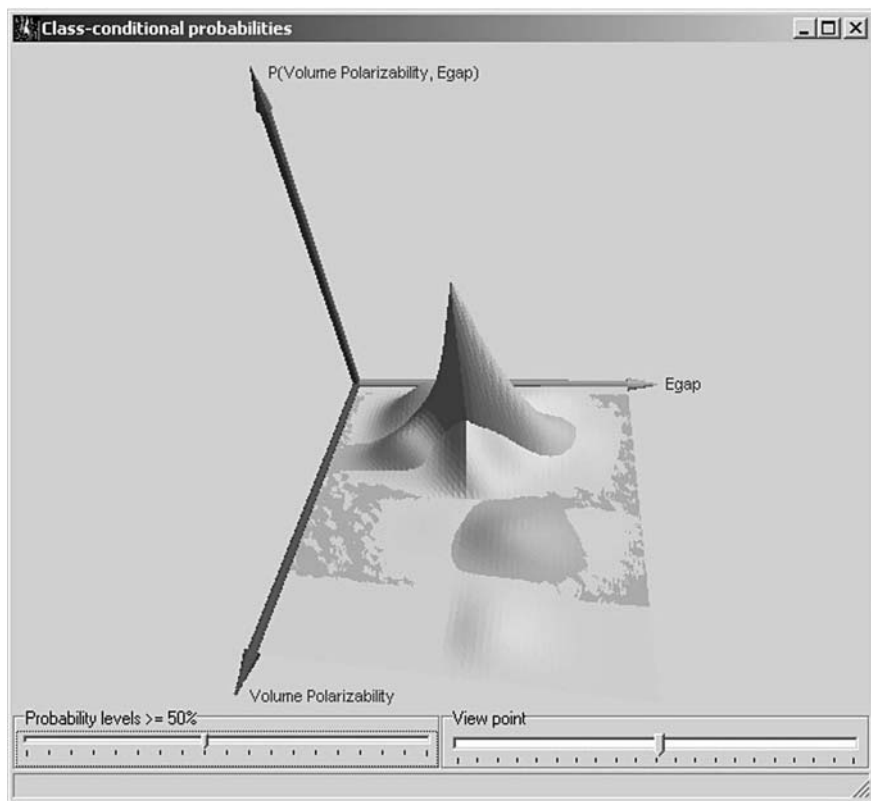 Class-conditional probabilities
P(Volume Polarizability, Egap)
Egap
Volume Polarizability
Probability levels >= 50%
View point